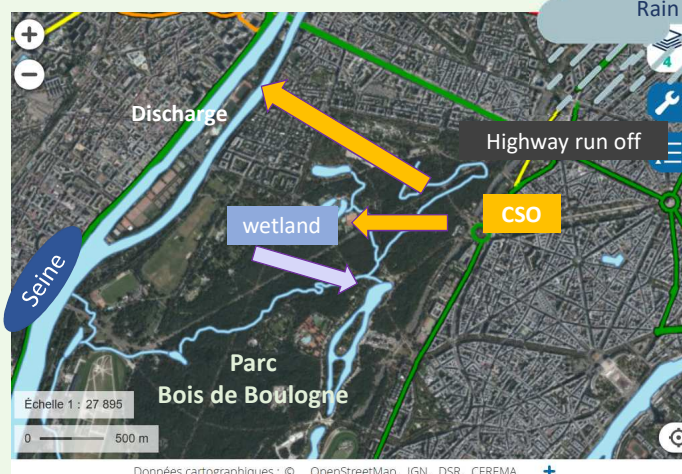 Rain
+
−
4
Discharge
Highway run off
wetland
CSO
Seine
Parc
Bois de Boulogne
Échelle 1 : 27 895
0 500 m
Données cartographiques : © OpenStreetMap, IGN, DSR, CEREMA +